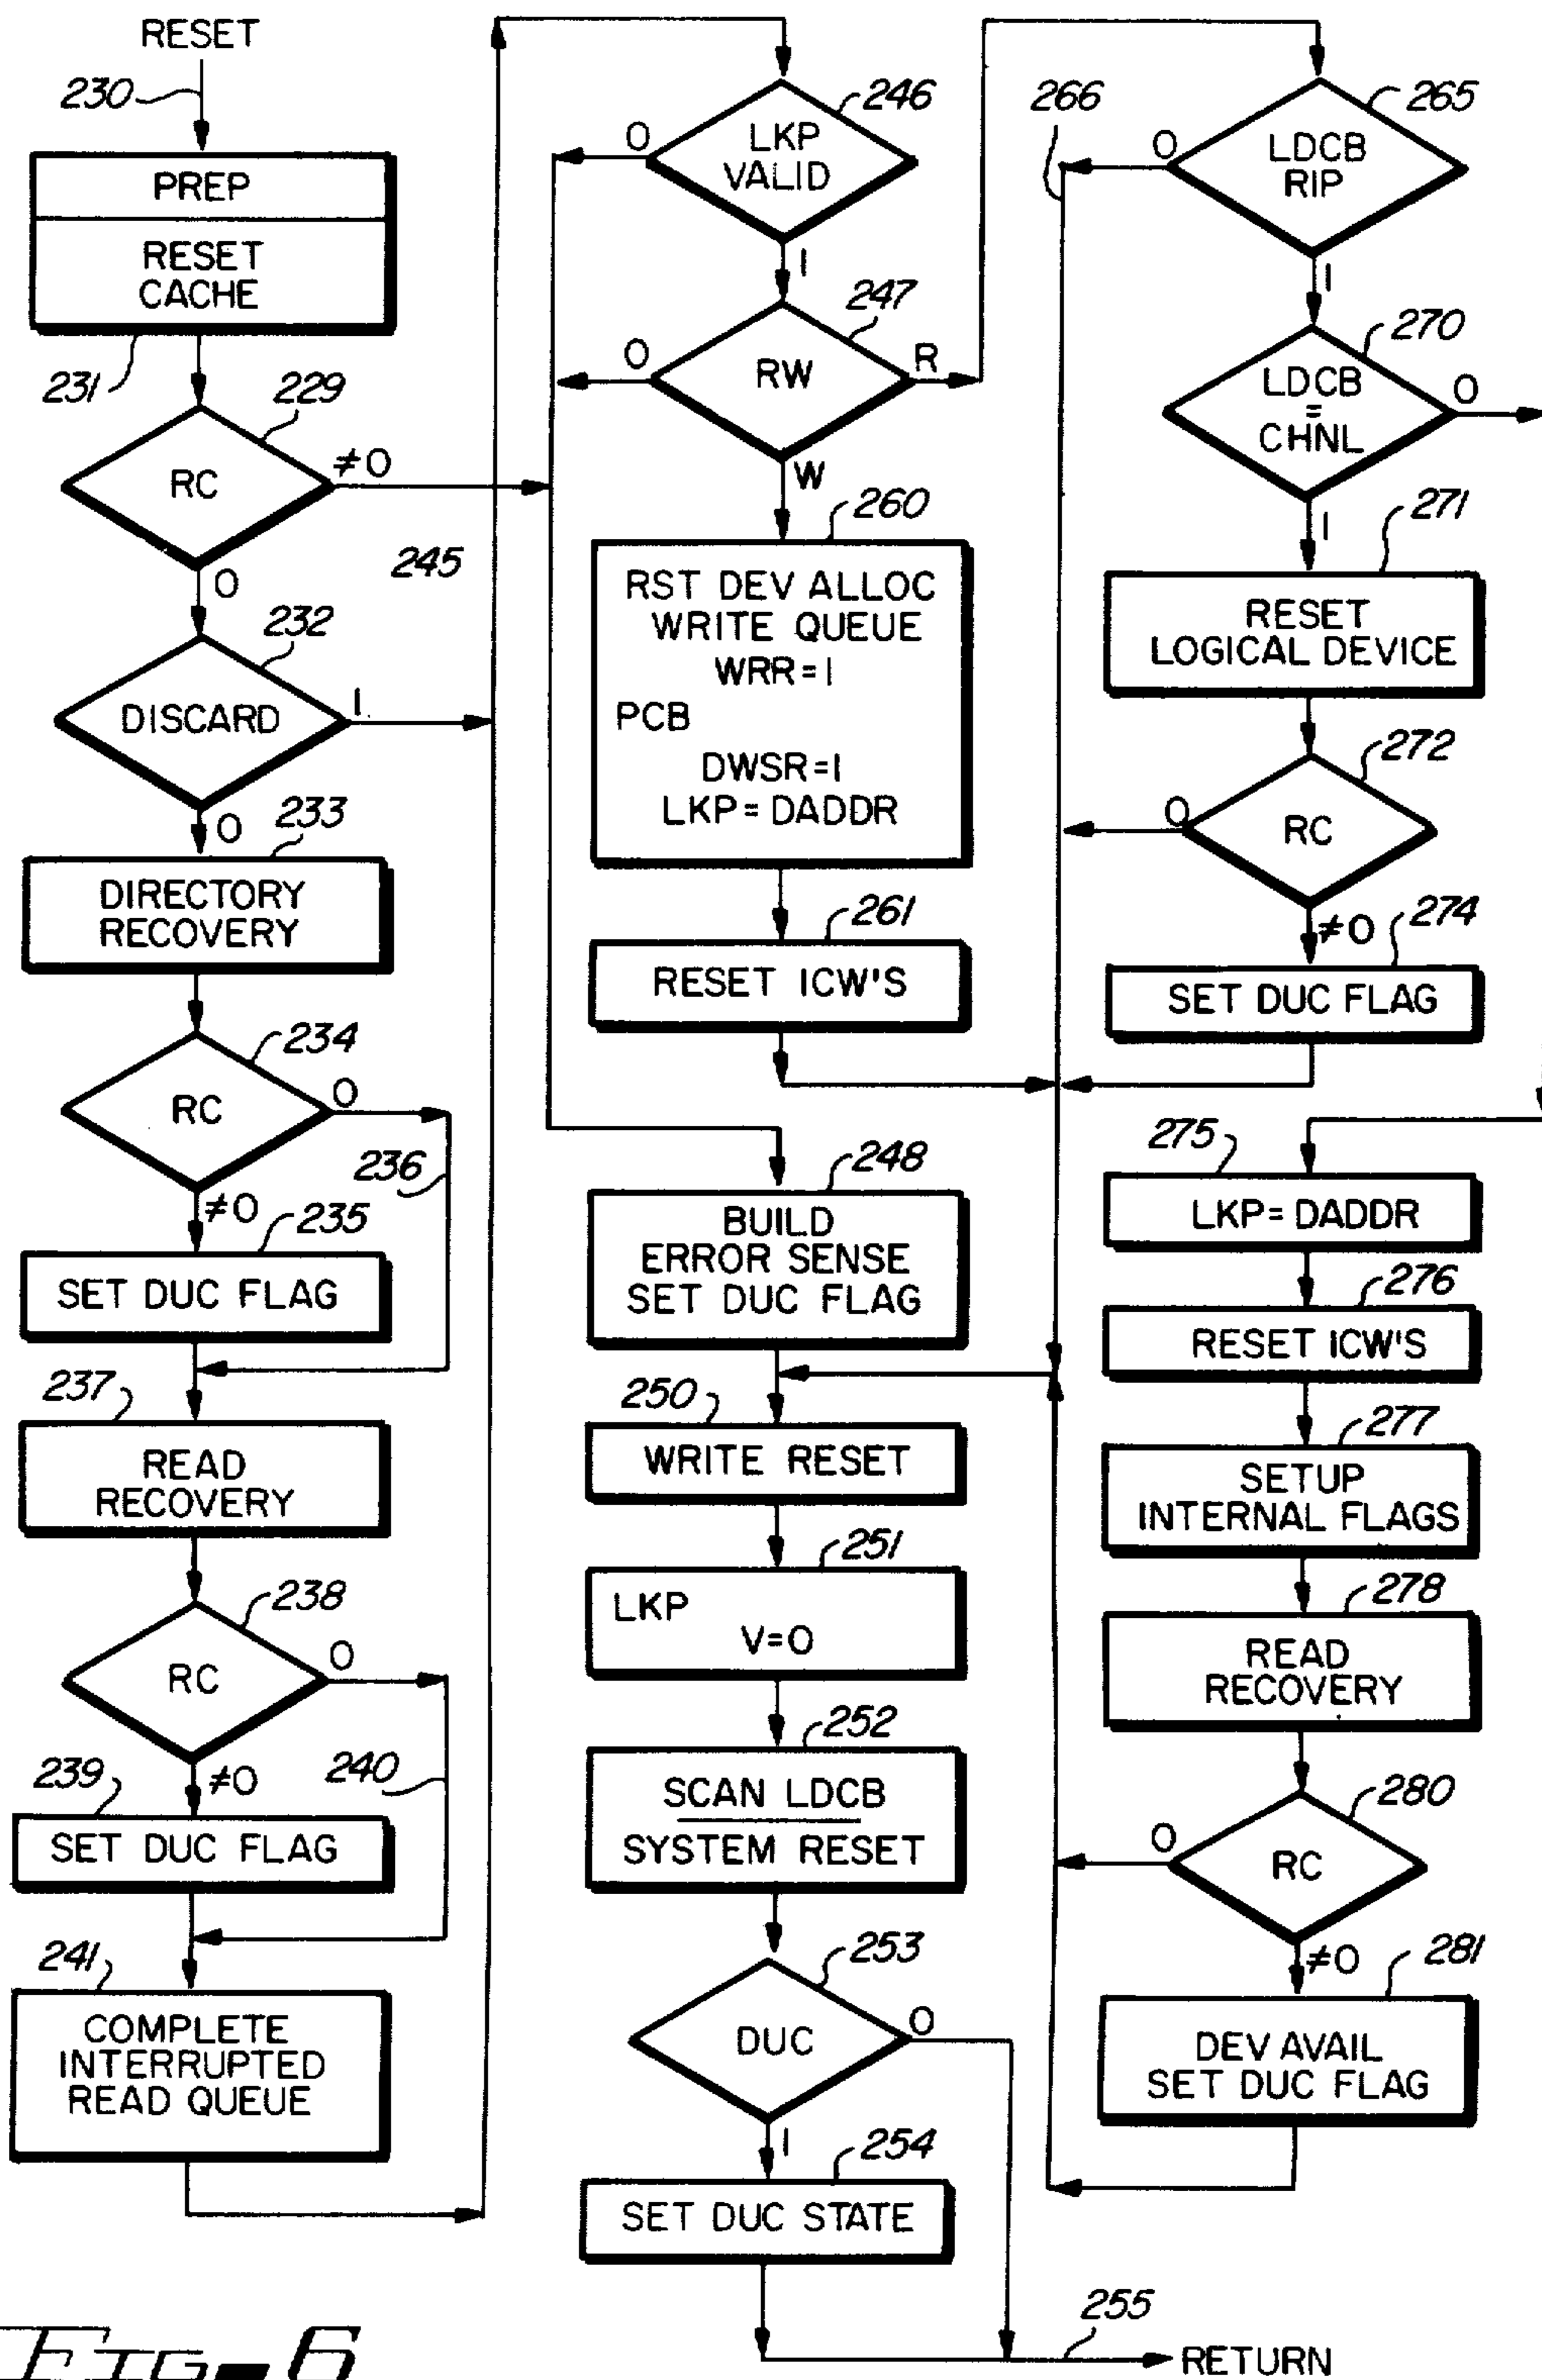 RESET
230
PREP
RESET
CACHE
231
229
RC
≠0
0
245
232
DISCARD
1
0
233
DIRECTORY
RECOVERY
234
RC
0
236
≠0
235
SET DUC FLAG
237
READ
RECOVERY
238
RC
0
240
≠0
239
SET DUC FLAG
241
COMPLETE
INTERRUPTED
READ QUEUE
246
LKP
VALID
0
1
247
RW
0
R
W
260
RST DEV ALLOC
WRITE QUEUE
WRR=1
PCB
DWSR=1
LKP=DADDR
261
RESET ICW'S
248
BUILD
ERROR SENSE
SET DUC FLAG
250
WRITE RESET
251
LKP
V=0
252
SCAN LDCB
SYSTEM RESET
253
DUC
0
1
254
SET DUC STATE
255
RETURN
266
265
LDCB
RIP
0
1
270
LDCB
=
CHNL
0
1
271
RESET
LOGICAL DEVICE
272
RC
0
≠0
274
SET DUC FLAG
275
LKP=DADDR
276
RESET ICW'S
277
SETUP
INTERNAL FLAGS
278
READ
RECOVERY
280
RC
0
≠0
281
DEV AVAIL
SET DUC FLAG
FIG. 6